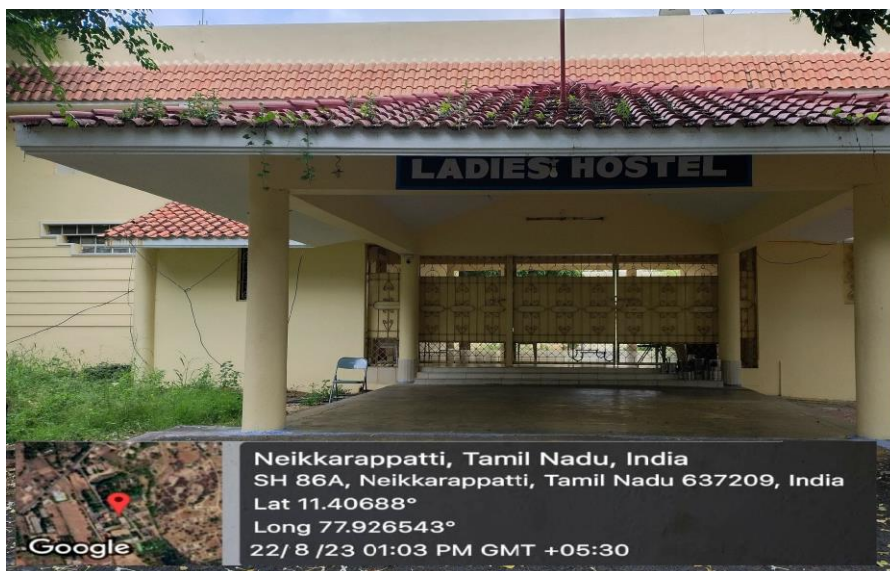 LADIES HOSTEL
Neikkarappatti, Tamil Nadu, India
SH 86A, Neikkarappatti, Tamil Nadu 637209, India
Lat 11.40688°
Long 77.926543°
22/ 8 /23 01:03 PM GMT +05:30
Google